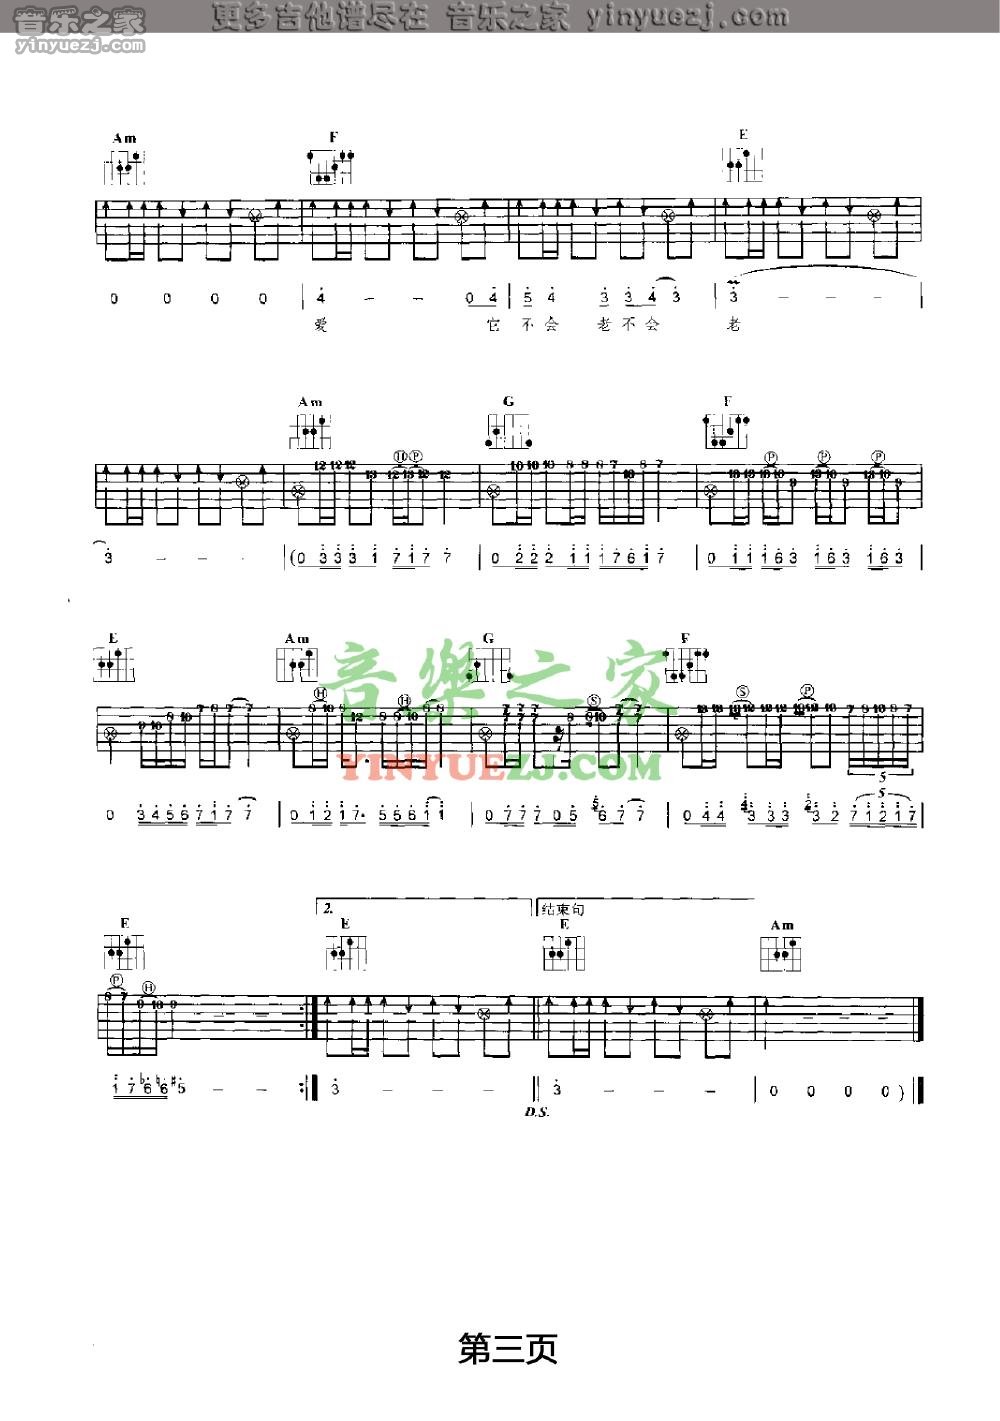 音乐之家
yinyuezj.com
更多吉他谱尽在 音乐之家 yinyuezj.com
Am F E
0 0 0 0 | 4 - - 0 4 | 5 4 3 3 4 3 | 3 - - - |
爱 它 不 会 老 不 会 老
Am G F
3 - - - | (0 3 3 3 1 7 1 7 7 | 0 2 2 2 1 1 1 7 6 1 7 | 0 1 1 1 6 3 1 6 3 1 6 3 |
E Am G F
音樂之家
YINYUEZJ.COM
5
5
0 3 4 5 6 7 1 7 7 | 0 1 2 1 7 5 5 6 1 1 | 0 7 7 7 0 5 6 7 7 | 0 4 4 3 3 3 3 2 7 1 2 1 7 |
2. 结束句
E E E Am
1 7 ♭6 ♮6 ♯5 - - :| 3 - - - || 3 - - - | 0 0 0 0 ) ||
D.S.
第三页